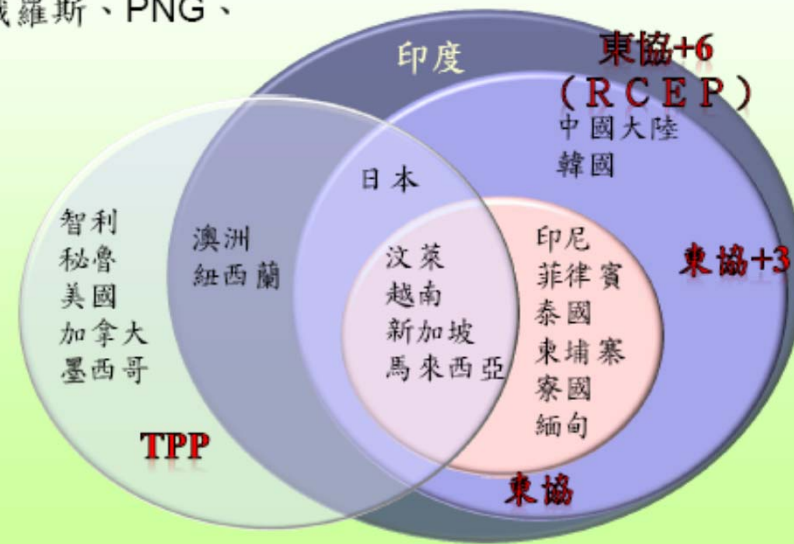 羅斯、PNG、
印度
東協+6
(RCEP)
中國大陸
韓國
日本
智利
秘魯
美國
加拿大
墨西哥
澳洲
紐西蘭
汶萊
越南
新加坡
馬來西亞
印尼
菲律賓
泰國
柬埔寨
寮國
緬甸
東協+3
TPP
東協